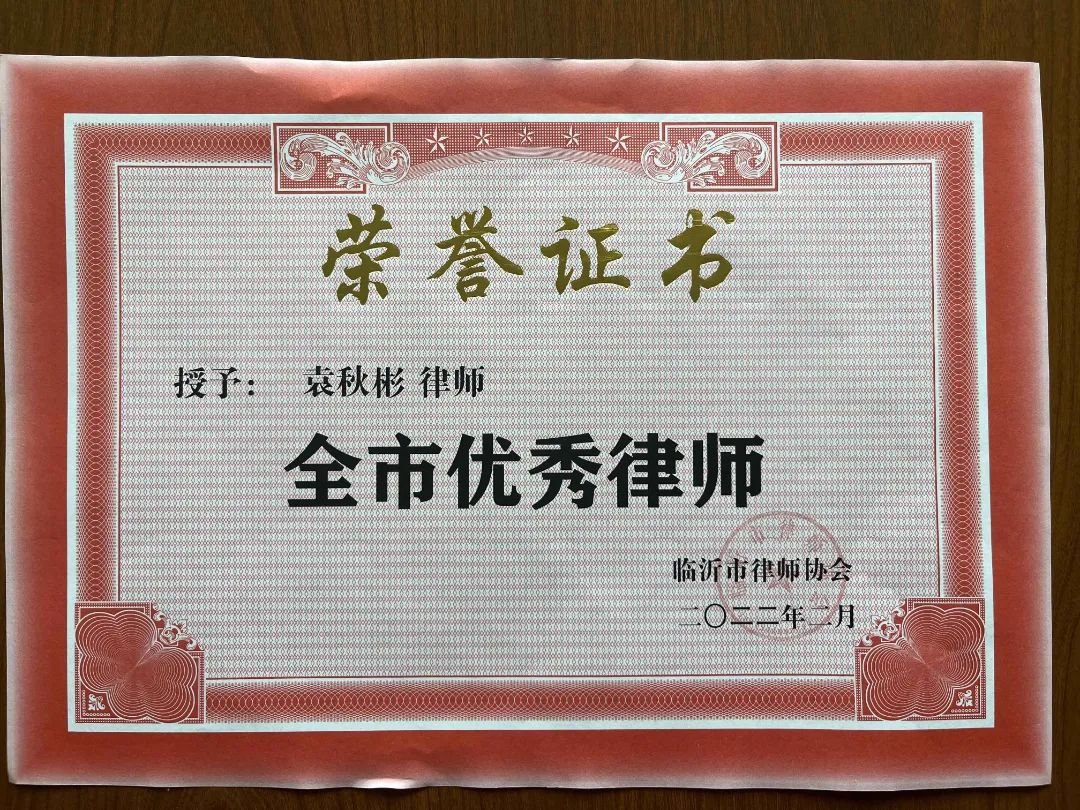 荣誉证书
授予： 袁秋彬 律师
全市优秀律师
临沂市律师协会
二〇二二年二月